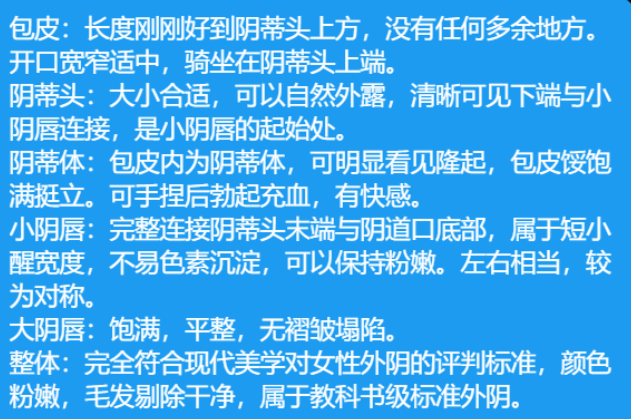 包皮：长度刚刚好到阴蒂头上方，没有任何多余地方。
开口宽窄适中，骑坐在阴蒂头上端。
阴蒂头：大小合适，可以自然外露，清晰可见下端与小
阴唇连接，是小阴唇的起始处。
阴蒂体：包皮内为阴蒂体，可明显看见隆起，包皮馁饱
满挺立。可手捏后勃起充血，有快感。
小阴唇：完整连接阴蒂头末端与阴道口底部，属于短小
醒宽度，不易色素沉淀，可以保持粉嫩。左右相当，较
为对称。
大阴唇：饱满，平整，无褶皱塌陷。
整体：完全符合现代美学对女性外阴的评判标准，颜色
粉嫩，毛发剔除干净，属于教科书级标准外阴。